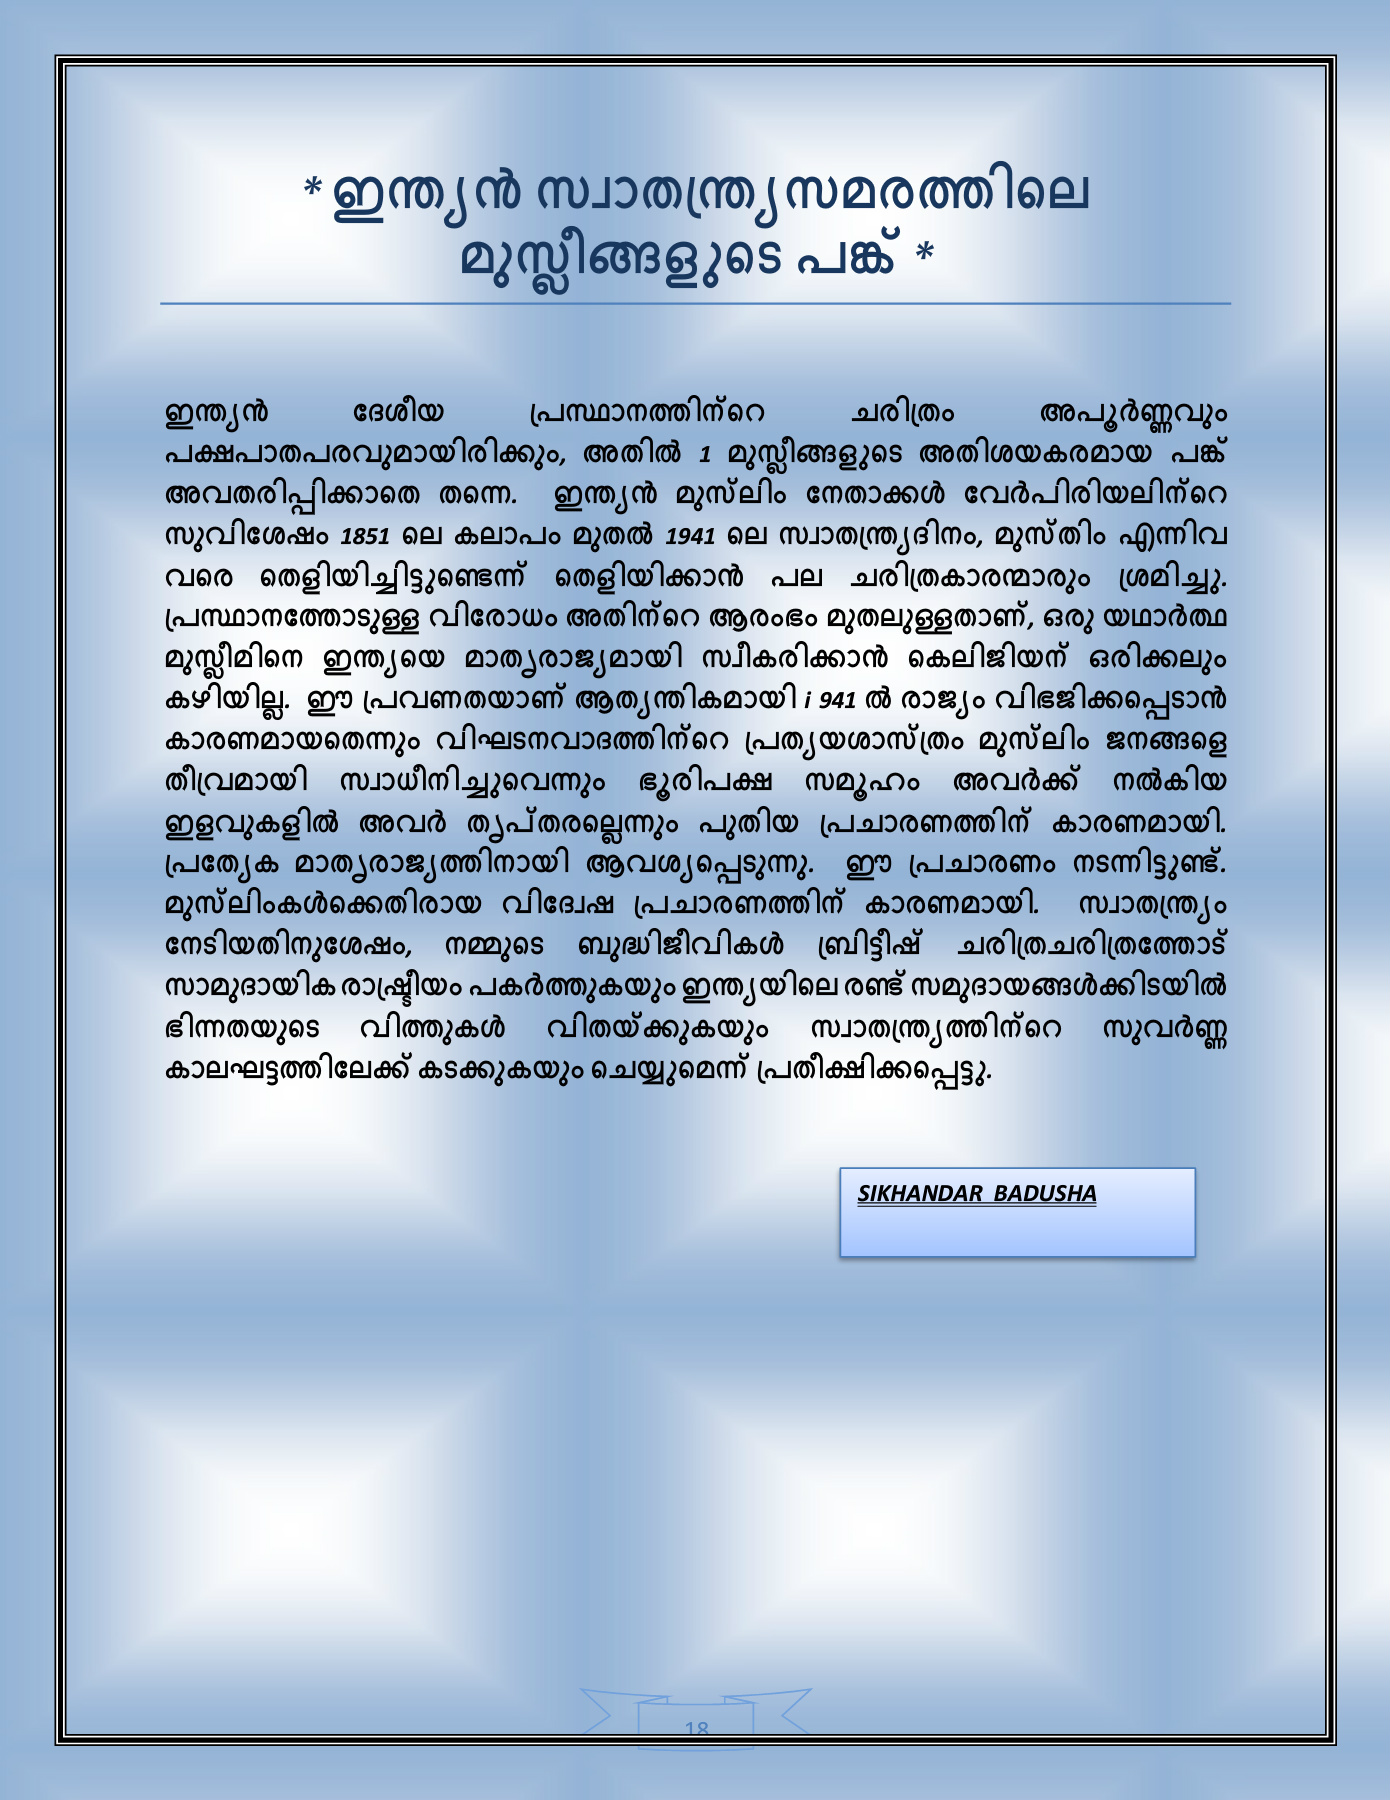 * ഇന്ത്യൻ സ്വാതന്ത്ര്യസമരത്തിലെ
മുസ്ലീങ്ങളുടെ പങ്ക് *
ഇന്ത്യൻ ദേശീയ പ്രസ്ഥാനത്തിന്റെ ചരിത്രം അപൂർണ്ണവും
പക്ഷപാതപരവുമായിരിക്കും, അതിൽ 1 മുസ്ലീങ്ങളുടെ അതിശയകരമായ പങ്ക്
അവതരിപ്പിക്കാതെ തന്നെ. ഇന്ത്യൻ മുസ്‌ലിം നേതാക്കൾ വേർപിരിയലിന്റെ
സുവിശേഷം 1851 ലെ കലാപം മുതൽ 1941 ലെ സ്വാതന്ത്ര്യദിനം, മുസ്തിം എന്നിവ
വരെ തെളിയിച്ചിട്ടുണ്ടെന്ന് തെളിയിക്കാൻ പല ചരിത്രകാരന്മാരും ശ്രമിച്ചു.
പ്രസ്ഥാനത്തോടുള്ള വിരോധം അതിന്റെ ആരംഭം മുതലുള്ളതാണ്, ഒരു യഥാർത്ഥ
മുസ്ലീമിനെ ഇന്ത്യയെ മാതൃരാജ്യമായി സ്വീകരിക്കാൻ കെലിജിയന് ഒരിക്കലും
കഴിയില്ല. ഈ പ്രവണതയാണ് ആത്യന്തികമായി i 941 ൽ രാജ്യം വിഭജിക്കപ്പെടാൻ
കാരണമായതെന്നും വിഘടനവാദത്തിന്റെ പ്രത്യയശാസ്ത്രം മുസ്‌ലിം ജനങ്ങളെ
തീവ്രമായി സ്വാധീനിച്ചുവെന്നും ഭൂരിപക്ഷ സമൂഹം അവർക്ക് നൽകിയ
ഇളവുകളിൽ അവർ തൃപ്തരല്ലെന്നും പുതിയ പ്രചാരണത്തിന് കാരണമായി.
പ്രത്യേക മാതൃരാജ്യത്തിനായി ആവശ്യപ്പെടുന്നു. ഈ പ്രചാരണം നടന്നിട്ടുണ്ട്.
മുസ്‌ലിംകൾക്കെതിരായ വിദ്വേഷ പ്രചാരണത്തിന് കാരണമായി. സ്വാതന്ത്ര്യം
നേടിയതിനുശേഷം, നമ്മുടെ ബുദ്ധിജീവികൾ ബ്രിട്ടീഷ് ചരിത്രചരിത്രത്തോട്
സാമുദായിക രാഷ്ട്രീയം പകർത്തുകയും ഇന്ത്യയിലെ രണ്ട് സമുദായങ്ങൾക്കിടയിൽ
ഭിന്നതയുടെ വിത്തുകൾ വിതയ്ക്കുകയും സ്വാതന്ത്ര്യത്തിന്റെ സുവർണ്ണ
കാലഘട്ടത്തിലേക്ക് കടക്കുകയും ചെയ്യുമെന്ന് പ്രതീക്ഷിക്കപ്പെട്ടു.
SIKHANDAR BADUSHA
18